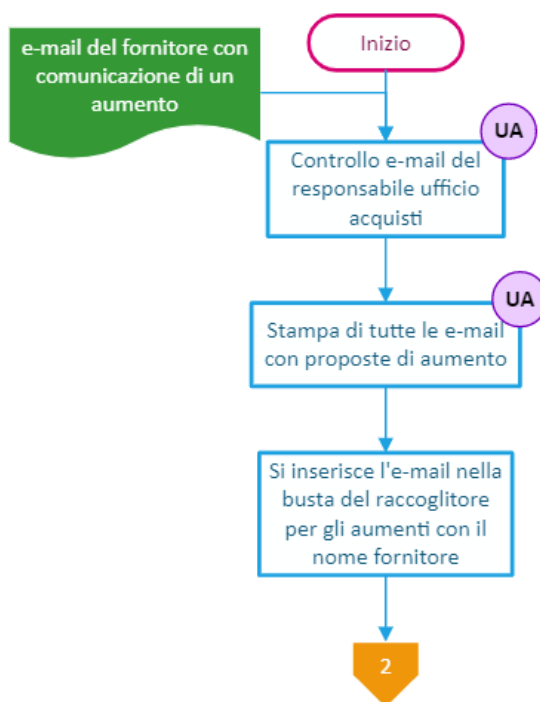 e-mail del fornitore con
comunicazione di un
aumento
Inizio
UA
Controllo e-mail del
responsabile ufficio
acquisti
UA
Stampa di tutte le e-mail
con proposte di aumento
Si inserisce l'e-mail nella
busta del raccoglitore
per gli aumenti con il
nome fornitore
2